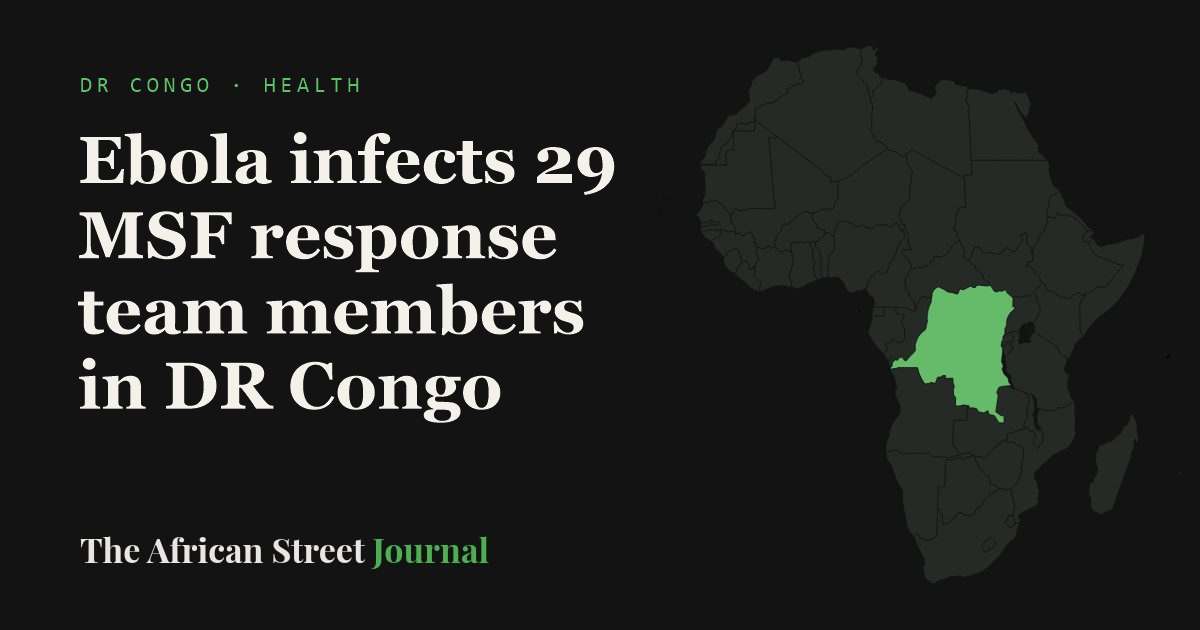 DR CONGO · HEALTH
Ebola infects 29
MSF response
team members
in DR Congo
The African Street Journal